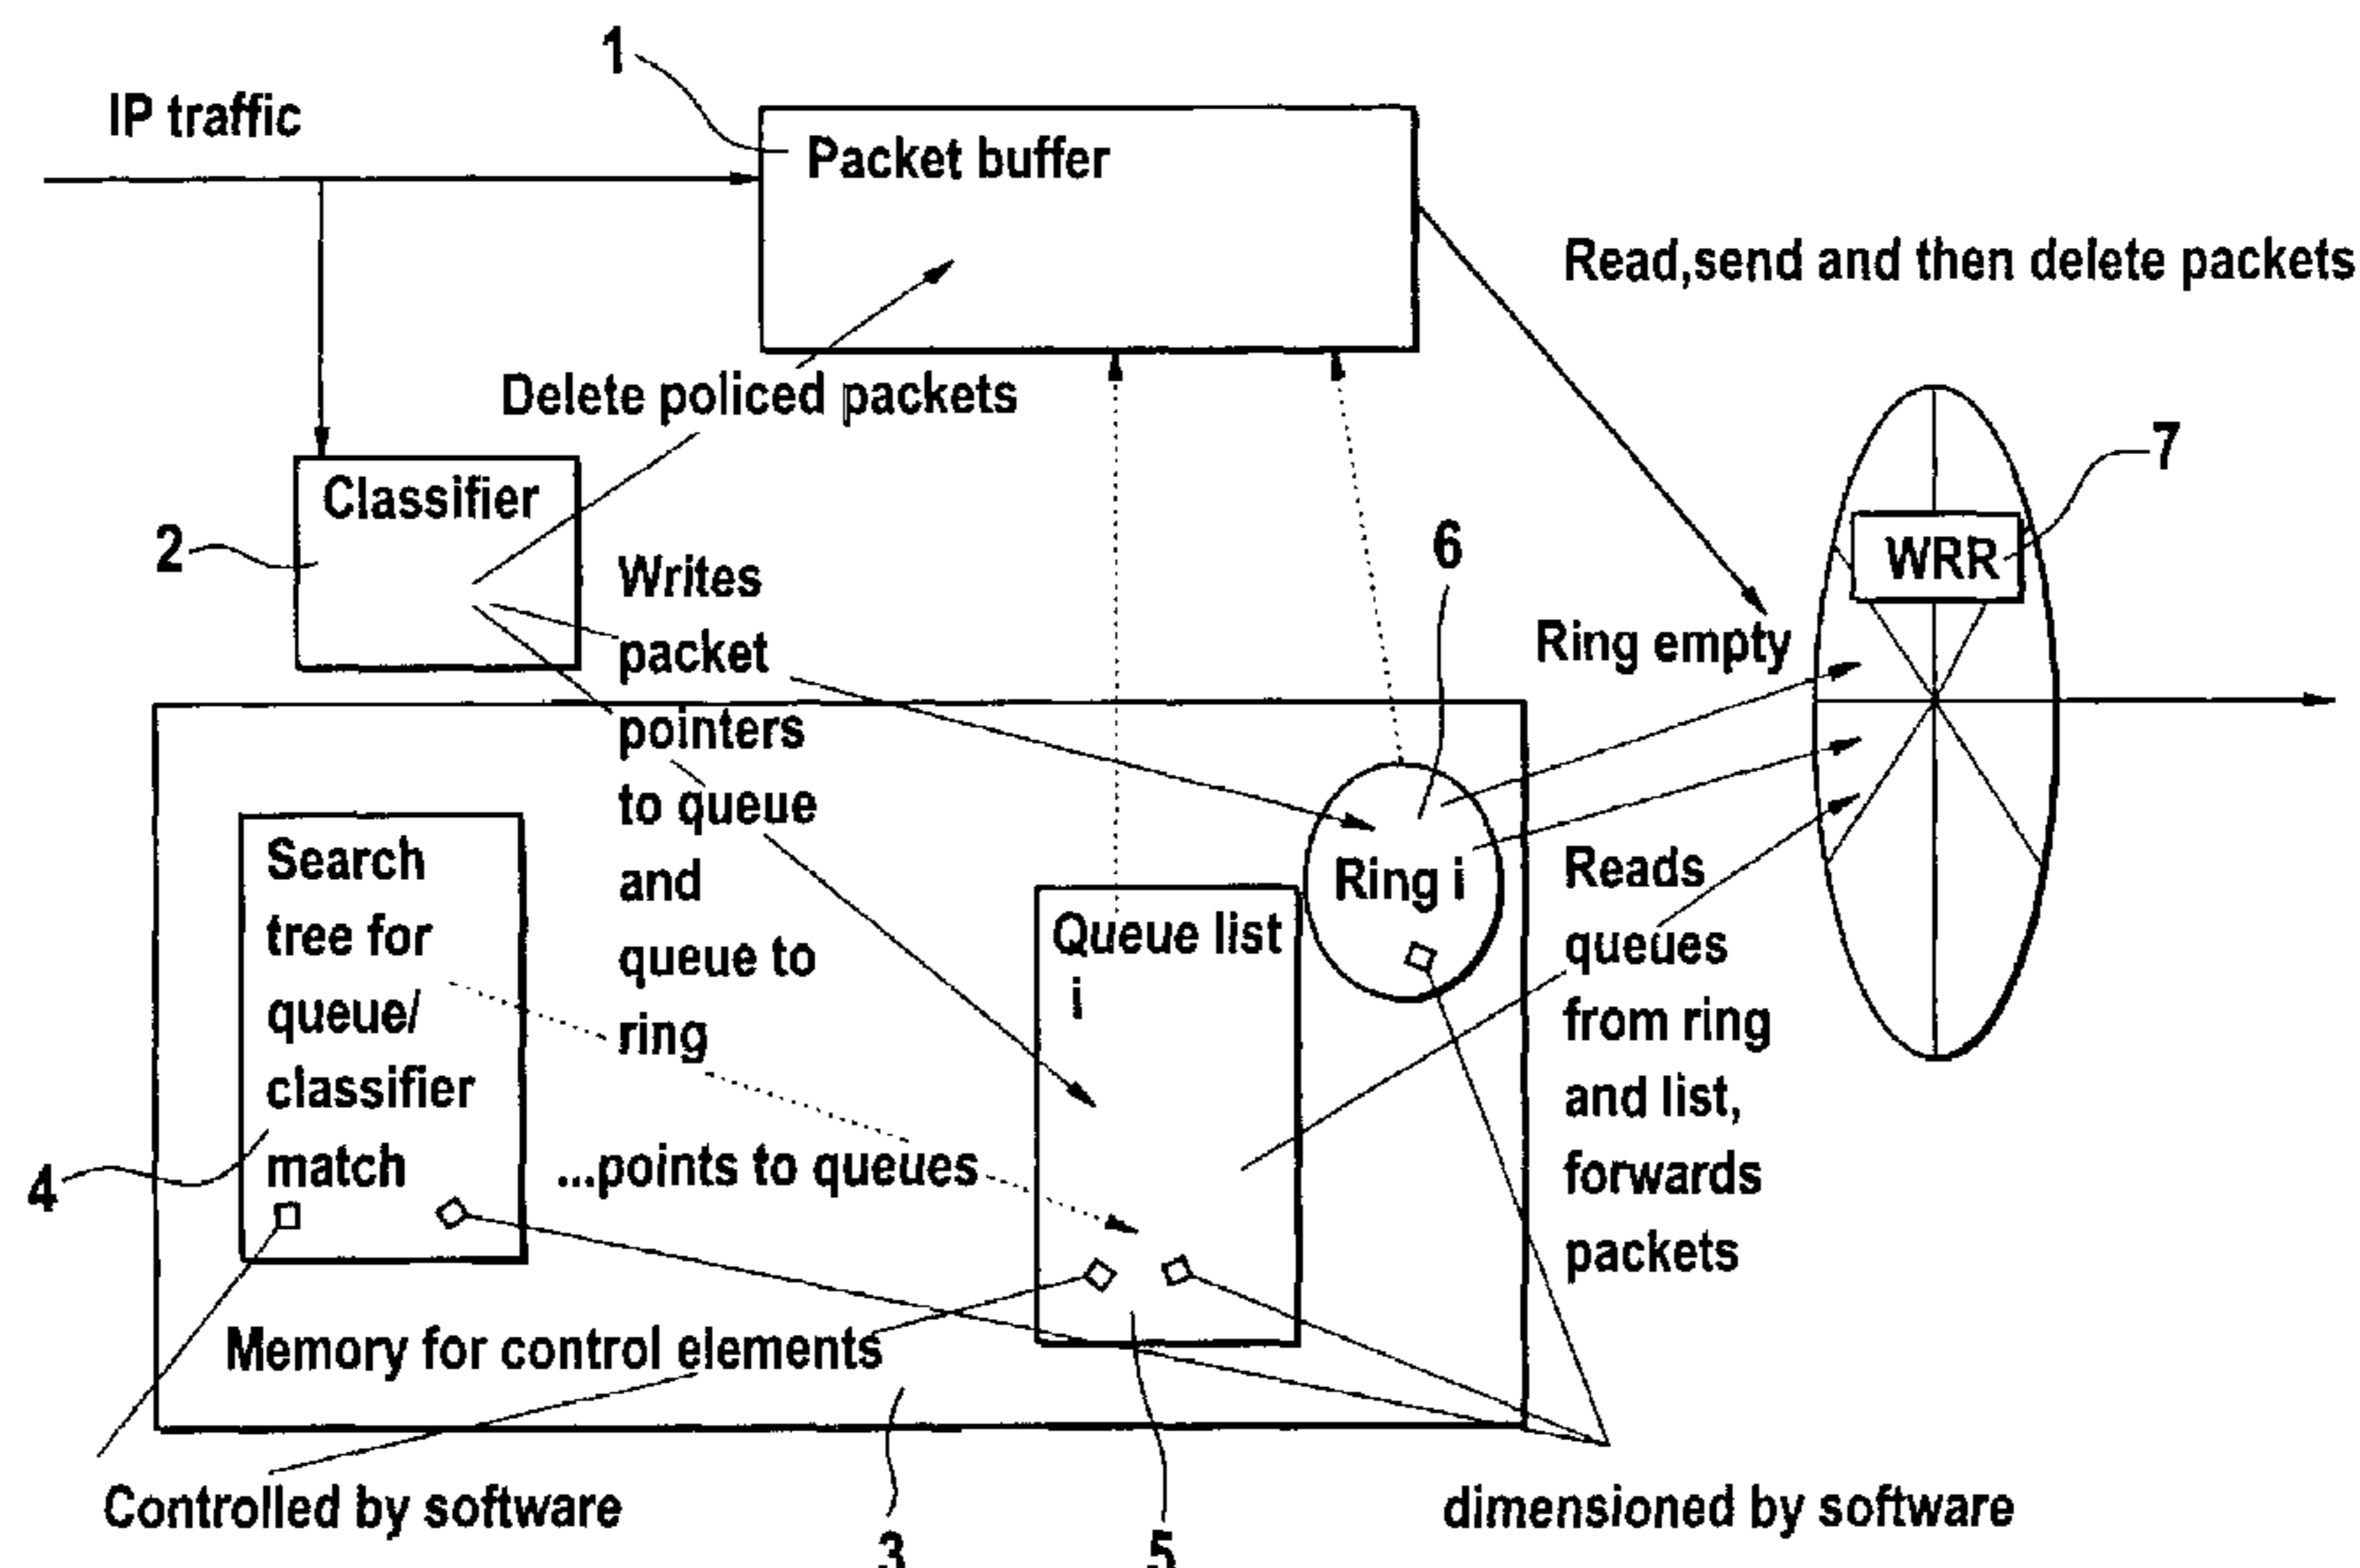 1
IP traffic
Packet buffer
Read,send and then delete packets
Delete policed packets
7
Classifier
2
WRR
6
Writes
packet
pointers
to queue
and
queue to
ring
Ring empty
Search
tree for
queue/
classifier
match
4
...points to queues
Queue list
i
Ring i
Reads
queues
from ring
and list,
forwards
packets
Memory for control elements
Controlled by software
3
5
dimensioned by software